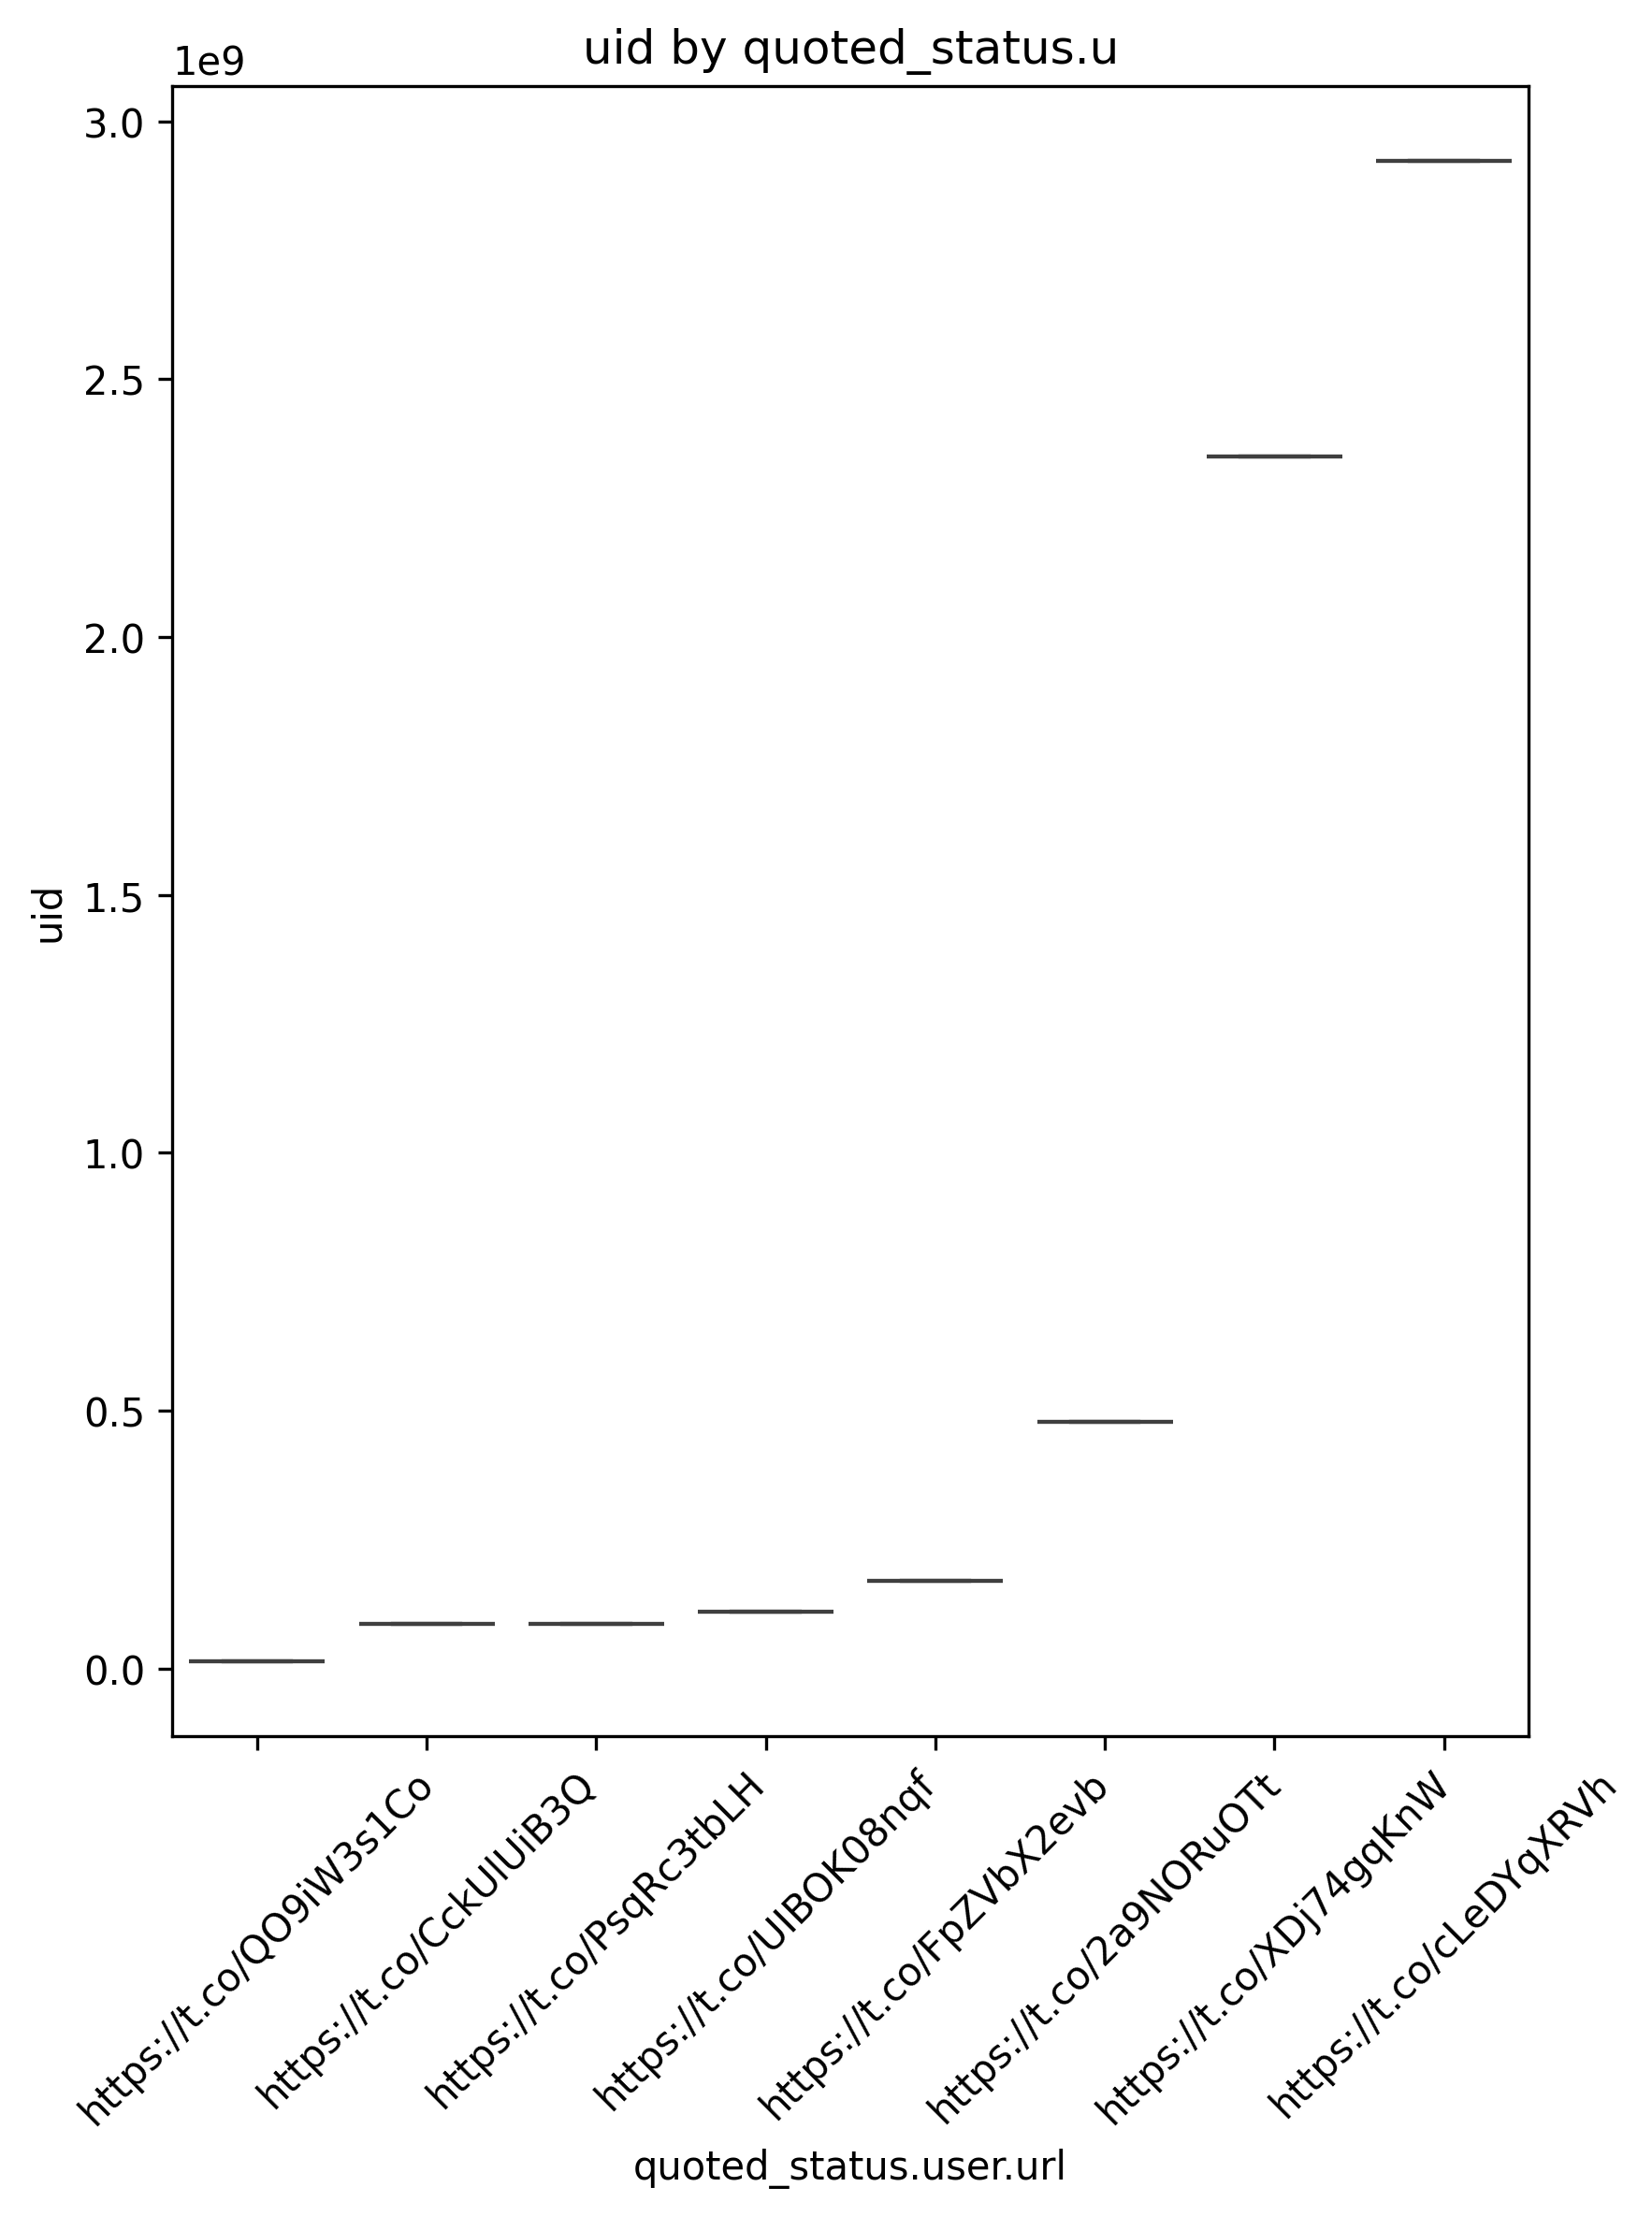 uid by quoted_status.u
1e9
3.0
2.5
2.0
1.5
1.0
0.5
0.0
uid
https://t.co/QO9iW3s1Co
https://t.co/CckUlUiB3Q
https://t.co/PsqRc3tbLH
https://t.co/UlBOK08nqf
https://t.co/FpZVbX2evb
https://t.co/2a9NORuOTt
https://t.co/XDj74gqKnW
https://t.co/cLeDYqXRVh
quoted_status.user.url